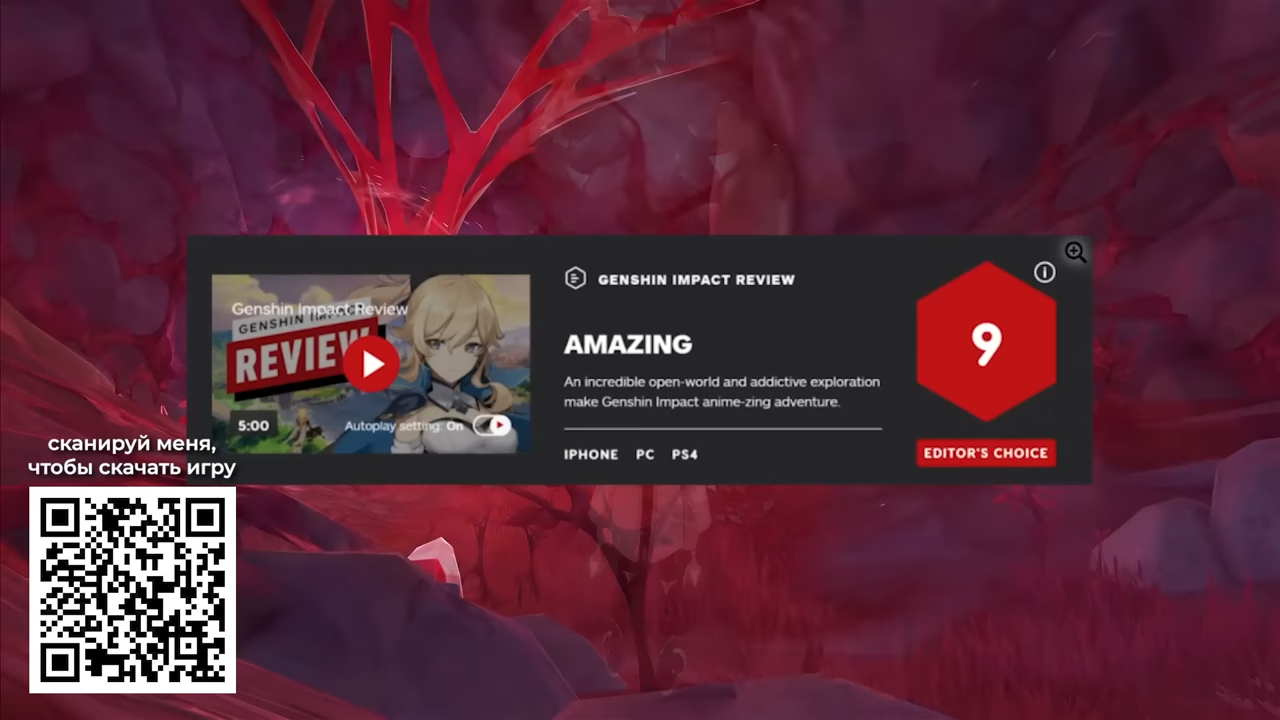 Genshin Impact Review
GENSHIN IMPACT
REVIEW
5:00
Autoplay setting: On
GENSHIN IMPACT REVIEW
AMAZING
An incredible open-world and addictive exploration
make Genshin Impact anime-zing adventure.
IPHONE PC PS4
9
EDITOR'S CHOICE
сканируй меня,
чтобы скачать игру